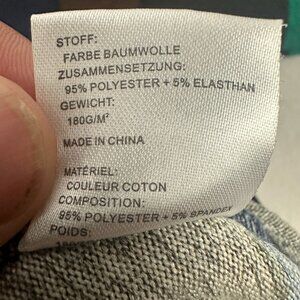 STOFF:
FARBE BAUMWOLLE
ZUSAMMENSETZUNG:
95% POLYESTER + 5% ELASTHAN
GEWICHT:
180G/M²
MADE IN CHINA
MATÉRIEL:
COULEUR COTON
COMPOSITION:
95% POLYESTER + 5% SPANDEX
POIDS: